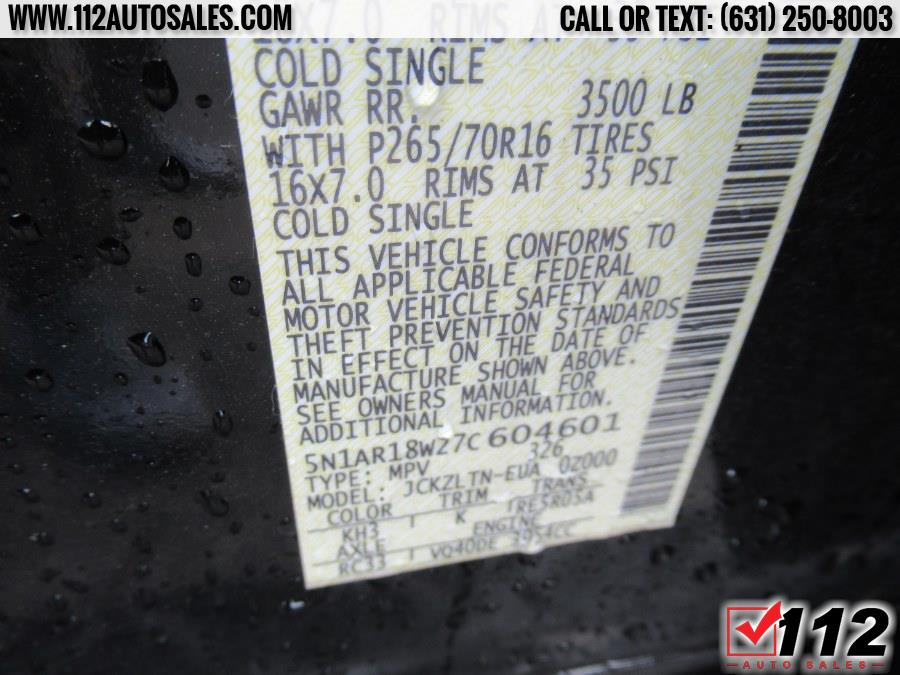 WWW.112AUTOSALES.COM CALL OR TEXT: (631) 250-8003
COLD SINGLE
GAWR RR. 3500 LB
WITH P265/70R16 TIRES
16X7.0 RIMS AT 35 PSI
COLD SINGLE
THIS VEHICLE CONFORMS TO
ALL APPLICABLE FEDERAL
MOTOR VEHICLE SAFETY AND
THEFT PREVENTION STANDARDS
IN EFFECT ON THE DATE OF
MANUFACTURE SHOWN ABOVE.
SEE OWNERS MANUAL FOR
ADDITIONAL INFORMATION.
5N1AR18WZ7C604601
TYPE: MPV 326
MODEL: JCKZLTN-EUA 0Z000
COLOR TRIM TRANS
KH3 K RE5R05A
AXLE ENGINE
RC33 VQ40DE 3954CC
112
AUTO SALES